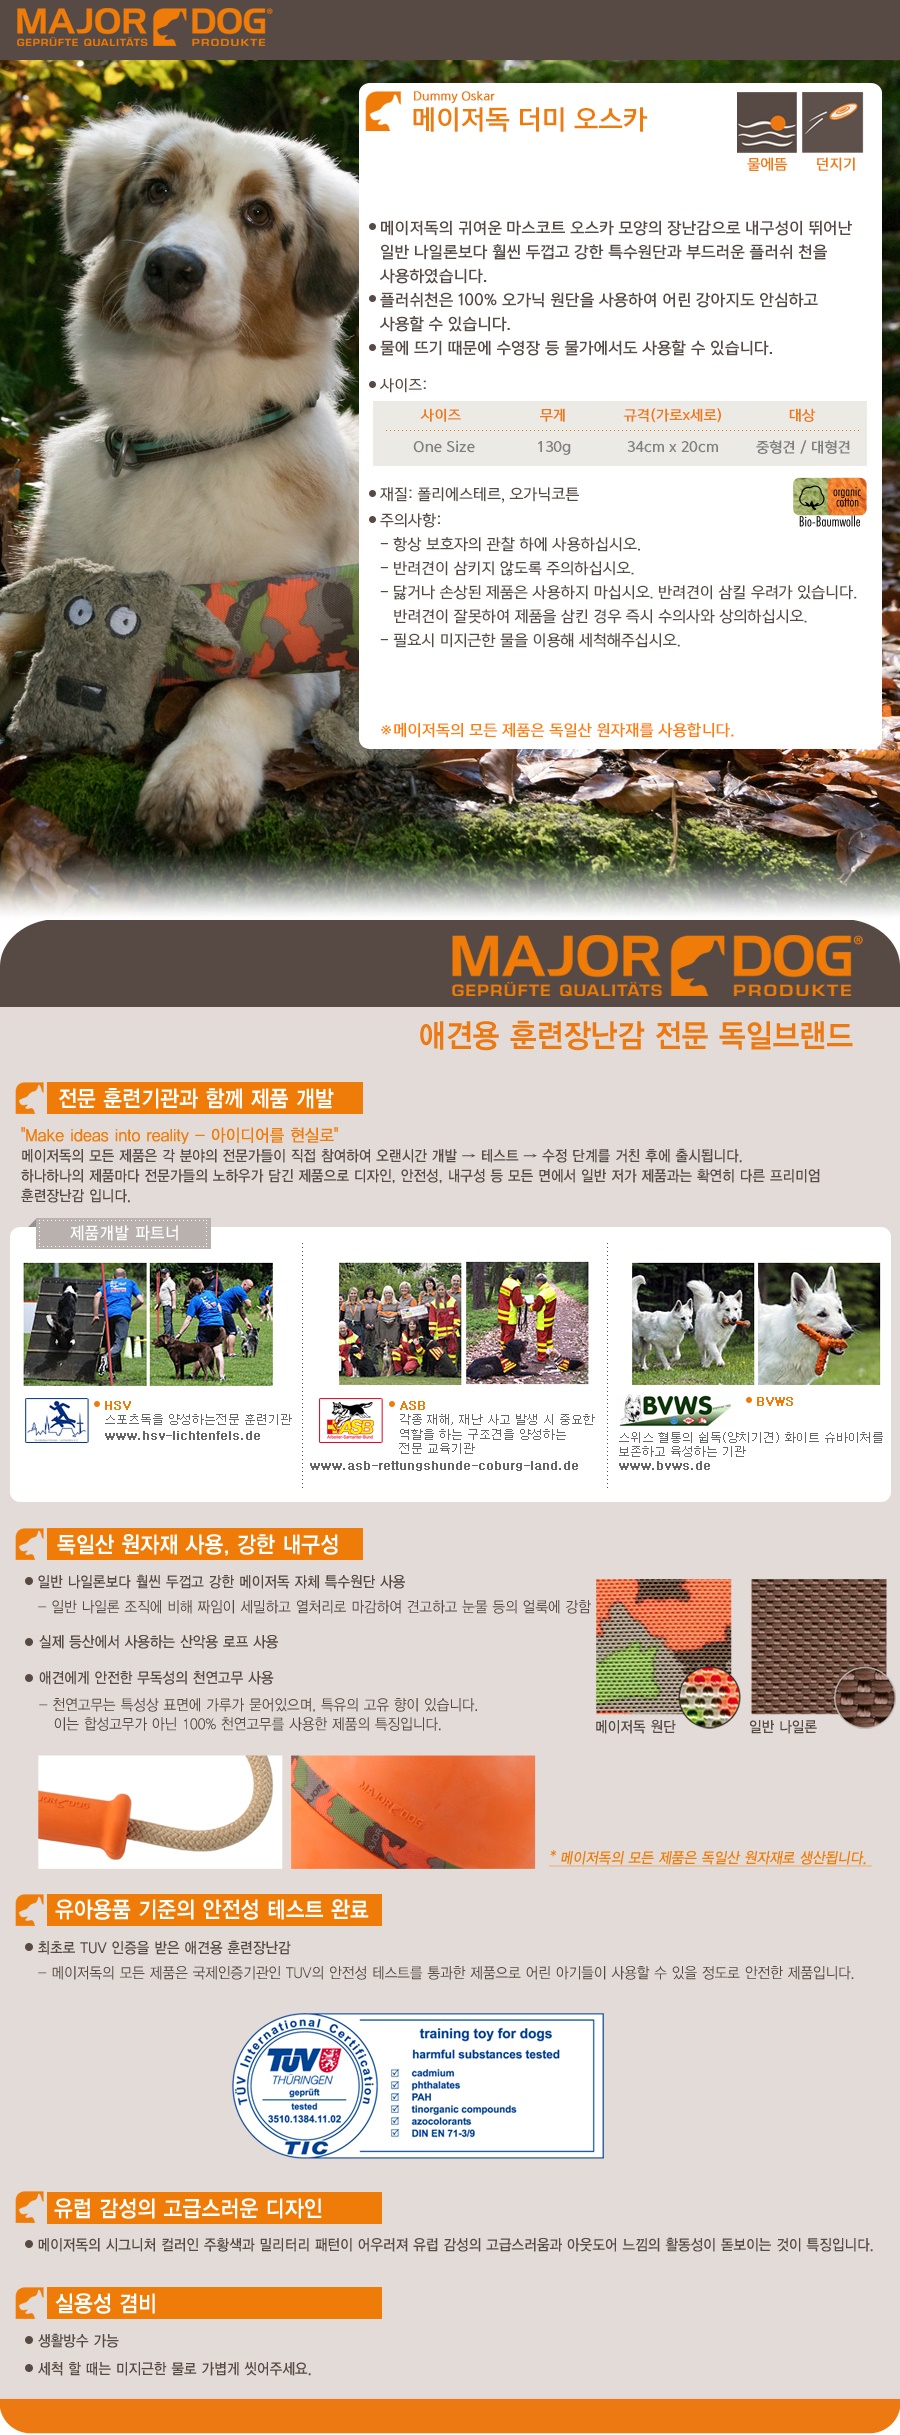 MAJOR DOG®
GEPRÜFTE QUALITÄTS PRODUKTE
Dummy Oskar
메이저독 더미 오스카
물에뜸 던지기
● 메이저독의 귀여운 마스코트 오스카 모양의 장난감으로 내구성이 뛰어난
일반 나일론보다 훨씬 두껍고 강한 특수원단과 부드러운 플러쉬 천을
사용하였습니다.
● 플러쉬천은 100% 오가닉 원단을 사용하여 어린 강아지도 안심하고
사용할 수 있습니다.
● 물에 뜨기 때문에 수영장 등 물가에서도 사용할 수 있습니다.
● 사이즈:
사이즈 무게 규격(가로x세로) 대상
One Size 130g 34cm x 20cm 중형견 / 대형견
● 재질: 폴리에스테르, 오가닉코튼
organic
cotton
Bio-Baumwolle
● 주의사항:
- 항상 보호자의 관찰 하에 사용하십시오.
- 반려견이 삼키지 않도록 주의하십시오.
- 닳거나 손상된 제품은 사용하지 마십시오. 반려견이 삼킬 우려가 있습니다.
반려견이 잘못하여 제품을 삼킨 경우 즉시 수의사와 상의하십시오.
- 필요시 미지근한 물을 이용해 세척해주십시오.
※메이저독의 모든 제품은 독일산 원자재를 사용합니다.
MAJOR DOG®
GEPRÜFTE QUALITÄTS PRODUKTE
애견용 훈련장난감 전문 독일브랜드
전문 훈련기관과 함께 제품 개발
"Make ideas into reality - 아이디어를 현실로"
메이저독의 모든 제품은 각 분야의 전문가들이 직접 참여하여 오랜시간 개발 → 테스트 → 수정 단계를 거친 후에 출시됩니다.
하나하나의 제품마다 전문가들의 노하우가 담긴 제품으로 디자인, 안전성, 내구성 등 모든 면에서 일반 저가 제품과는 확연히 다른 프리미엄
훈련장난감 입니다.
제품개발 파트너
● HSV
스포츠독을 양성하는전문 훈련기관
www.hsv-lichtenfels.de
ASB
Arbeiter-Samariter-Bund
● ASB
각종 재해, 재난 사고 발생 시 중요한
역할을 하는 구조견을 양성하는
전문 교육기관
www.asb-rettungshunde-coburg-land.de
BVWS
● BVWS
스위스 혈통의 쉽독(양치기견) 화이트 슈바이처를
보존하고 육성하는 기관
www.bvws.de
독일산 원자재 사용, 강한 내구성
● 일반 나일론보다 훨씬 두껍고 강한 메이저독 자체 특수원단 사용
- 일반 나일론 조직에 비해 짜임이 세밀하고 열처리로 마감하여 견고하고 눈물 등의 얼룩에 강함
● 실제 등산에서 사용하는 산악용 로프 사용
● 애견에게 안전한 무독성의 천연고무 사용
- 천연고무는 특성상 표면에 가루가 묻어있으며, 특유의 고유 향이 있습니다.
이는 합성고무가 아닌 100% 천연고무를 사용한 제품의 특징입니다.
메이저독 원단 일반 나일론
MAJOR DOG
* 메이저독의 모든 제품은 독일산 원자재로 생산됩니다.
유아용품 기준의 안전성 테스트 완료
● 최초로 TUV 인증을 받은 애견용 훈련장난감
- 메이저독의 모든 제품은 국제인증기관인 TUV의 안전성 테스트를 통과한 제품으로 어린 아기들이 사용할 수 있을 정도로 안전한 제품입니다.
TÜV International Certification
TÜV
THÜRINGEN
geprüft
tested
3510.1384.11.02
TIC
training toy for dogs
harmful substances tested
☑ cadmium
☑ phthalates
☑ PAH
☑ tinorganic compounds
☑ azocolorants
☑ DIN EN 71-3/9
유럽 감성의 고급스러운 디자인
● 메이저독의 시그니처 컬러인 주황색과 밀리터리 패턴이 어우러져 유럽 감성의 고급스러움과 아웃도어 느낌의 활동성이 돋보이는 것이 특징입니다.
실용성 겸비
● 생활방수 가능
● 세척 할 때는 미지근한 물로 가볍게 씻어주세요.